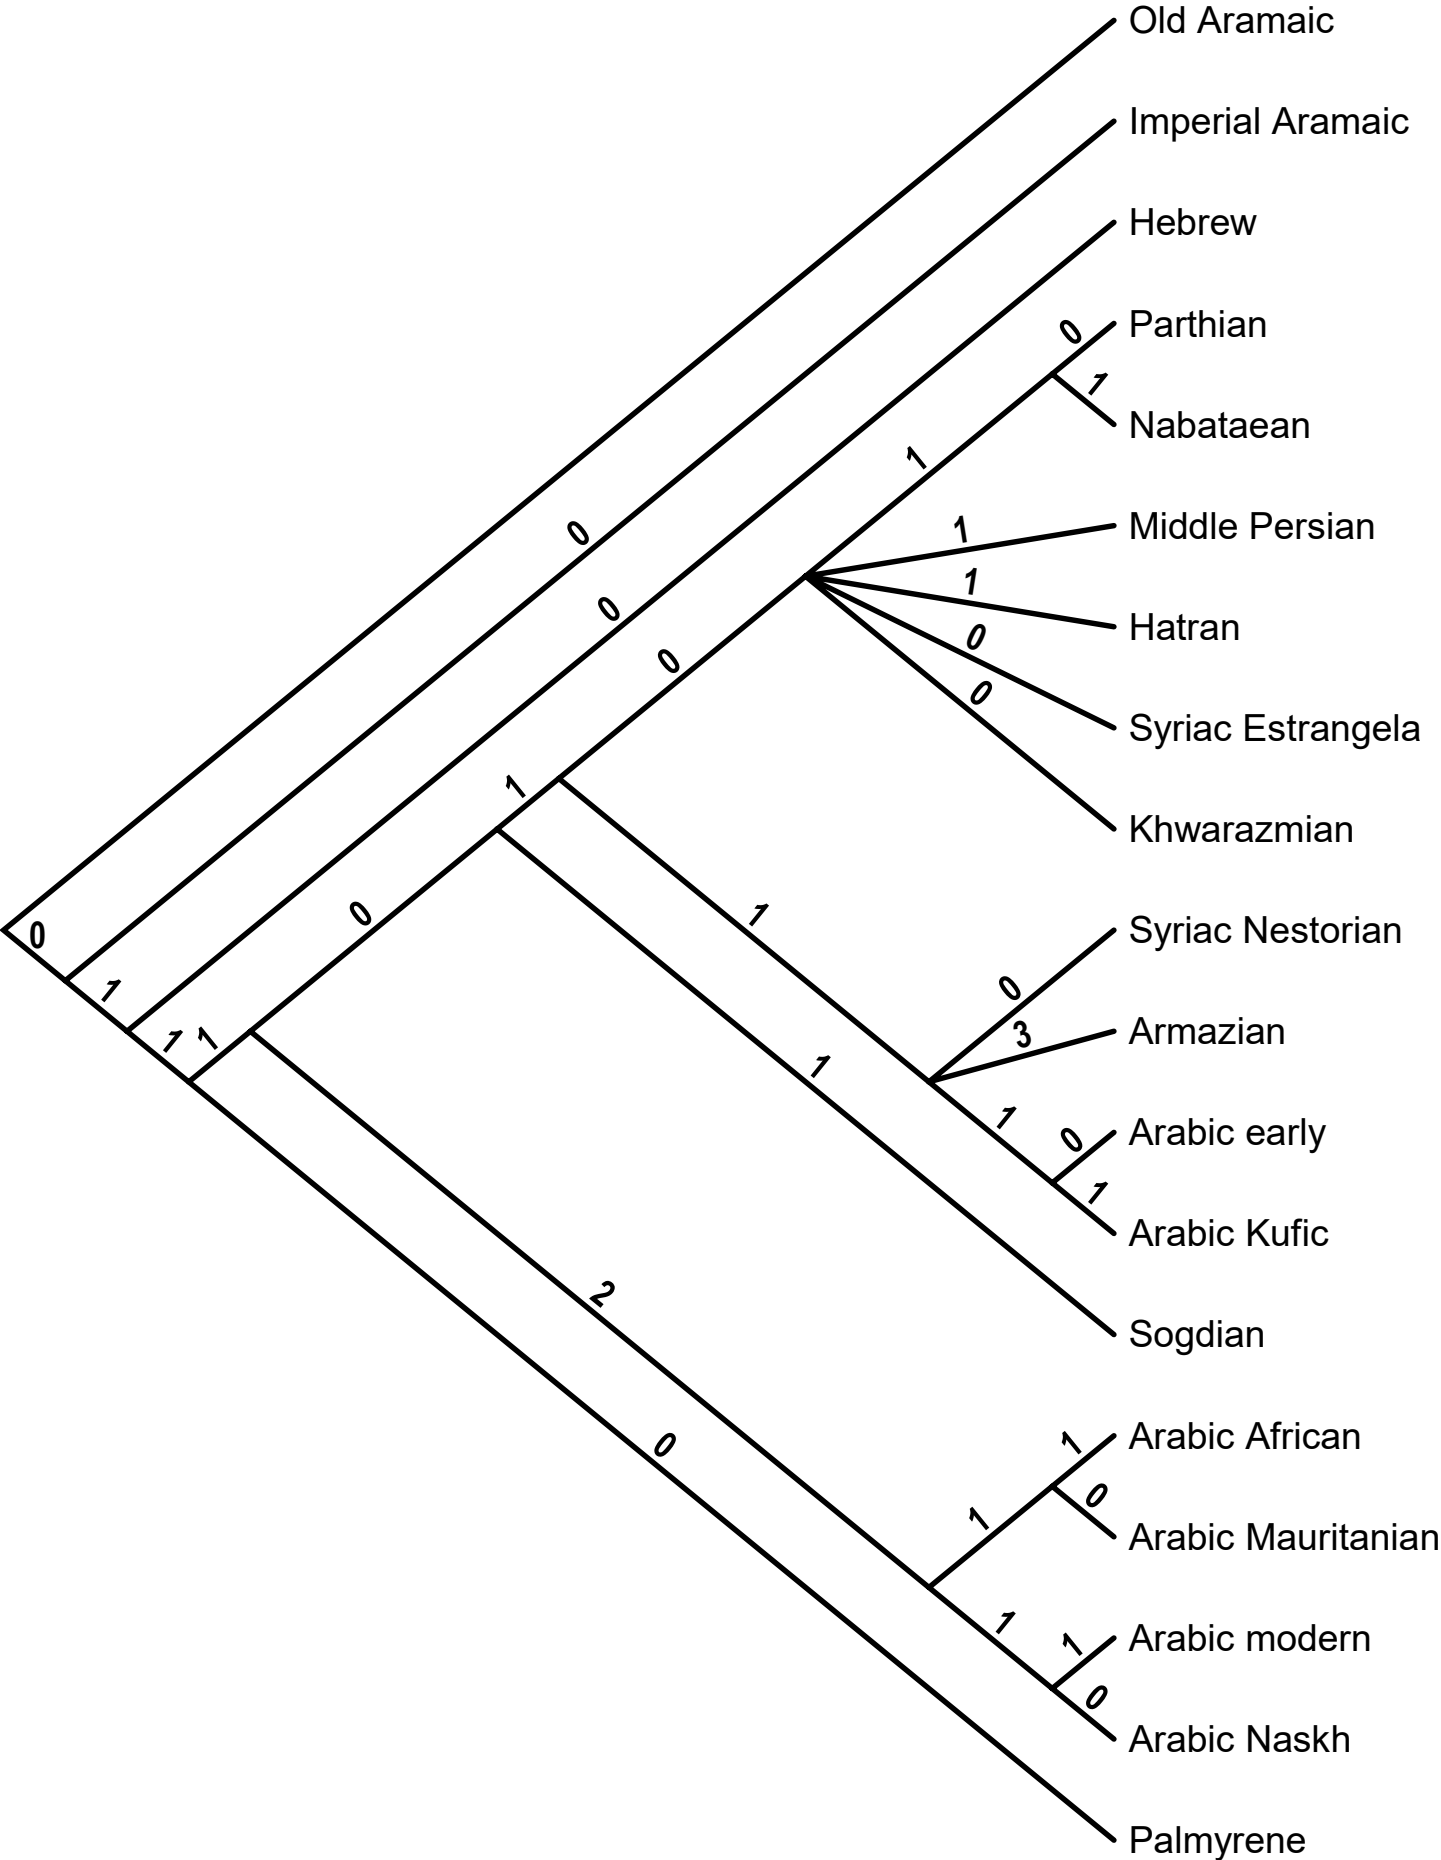 Old Aramaic
Imperial Aramaic
Hebrew
0
Parthian
1
Nabataean
1
1
Middle Persian
0
1
Hatran
0
0
0
Syriac Estrangela
0
1
Khwarazmian
0
1
0
Syriac Nestorian
1
0
3
Armazian
1
1
1
1
0
Arabic early
1
Arabic Kufic
2
Sogdian
0
1
Arabic African
1
0
Arabic Mauritanian
1
1
Arabic modern
0
Arabic Naskh
Palmyrene